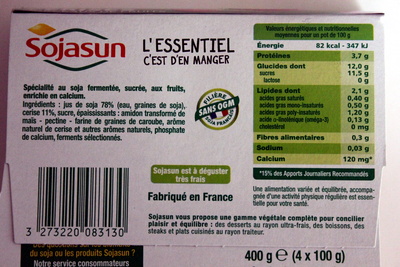 Sojasun
L'ESSENTIEL
C'EST D'EN MANGER
Spécialité au soja fermentée, sucrée, aux fruits,
enrichie en calcium.
Ingrédients : jus de soja 78% (eau, graines de soja),
cerise 11%, sucre, épaississants : amidon transformé de
maïs - pectine - farine de graines de caroube, arôme
naturel de cerise et autres arômes naturels, phosphate
de calcium, ferments sélectionnés.
FILIÈRE
SANS OGM
Valeurs énergétiques et nutritionnelles
moyennes pour un pot de 100 g
Énergie 82 kcal - 347 kJ
Protéines 3,7 g
Glucides dont 12,0 g
sucres 11,5 g
lactose 0 g
Lipides dont 2,1 g
acides gras saturés 0,40 g
acides gras mono-insaturés 0,50 g
acides gras poly-insaturés 1,20 g
acide α-linolénique (oméga-3) 0,13 g
cholestérol 0 mg
Fibres alimentaires 0,3 g
Sodium 0,03 g
Calcium 120 mg*
*15% des Apports Journaliers Recommandés
Une alimentation variée et équilibrée, accompa-
gnée d'une activité physique régulière est essen-
tielle pour votre santé.
Sojasun est à déguster
très frais
Fabriqué en France
3 273220 083130
Sojasun vous propose une gamme végétale complète pour concilier
plaisir et équilibre : des desserts au rayon ultra-frais, des boissons, des
steaks et plats cuisinés au rayon traiteur.
400 g e (4 x 100 g)
soja ou les produits Sojasun ?
Notre service consommateurs